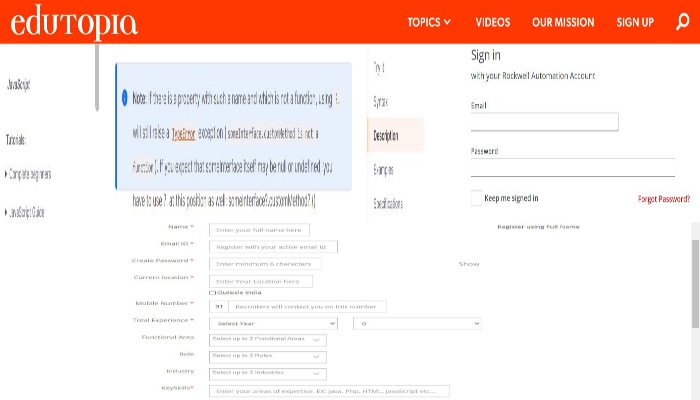 edutopia
TOPICS VIDEOS OUR MISSION SIGN UP
JavaScript
Tutorials:
Complete beginners
JavaScript Guide
Note: If there is a property with such a name and which is not a function, using ?.
will still raise a TypeError exception (someInterface.customMethod is not a
function). If you expect that someInterface itself may be null or undefined you
have to use ?. at this position as well: someInterface?.customMethod?.()
Try it
Syntax
Description
Examples
Specifications
Sign in
with your Rockwell Automation Account
Email
Password
Keep me signed in Forgot Password?
Name * Enter your full name here
Register using Full Name
Email ID * Register with your active email id
Create Password * Enter minimum 6 characters Show
Current location * Enter Your Location here
Outside India
Mobile Number * 91 Recruiters will contact you on this number
Total Experience * Select Year 0
Functional Area Select up to 2 Functional Areas
Role Select up to 2 Roles
Industry Select up to 2 Industries
KeySkills* Enter your areas of expertise. EX: Java, Php, HTML, JavaScript etc...